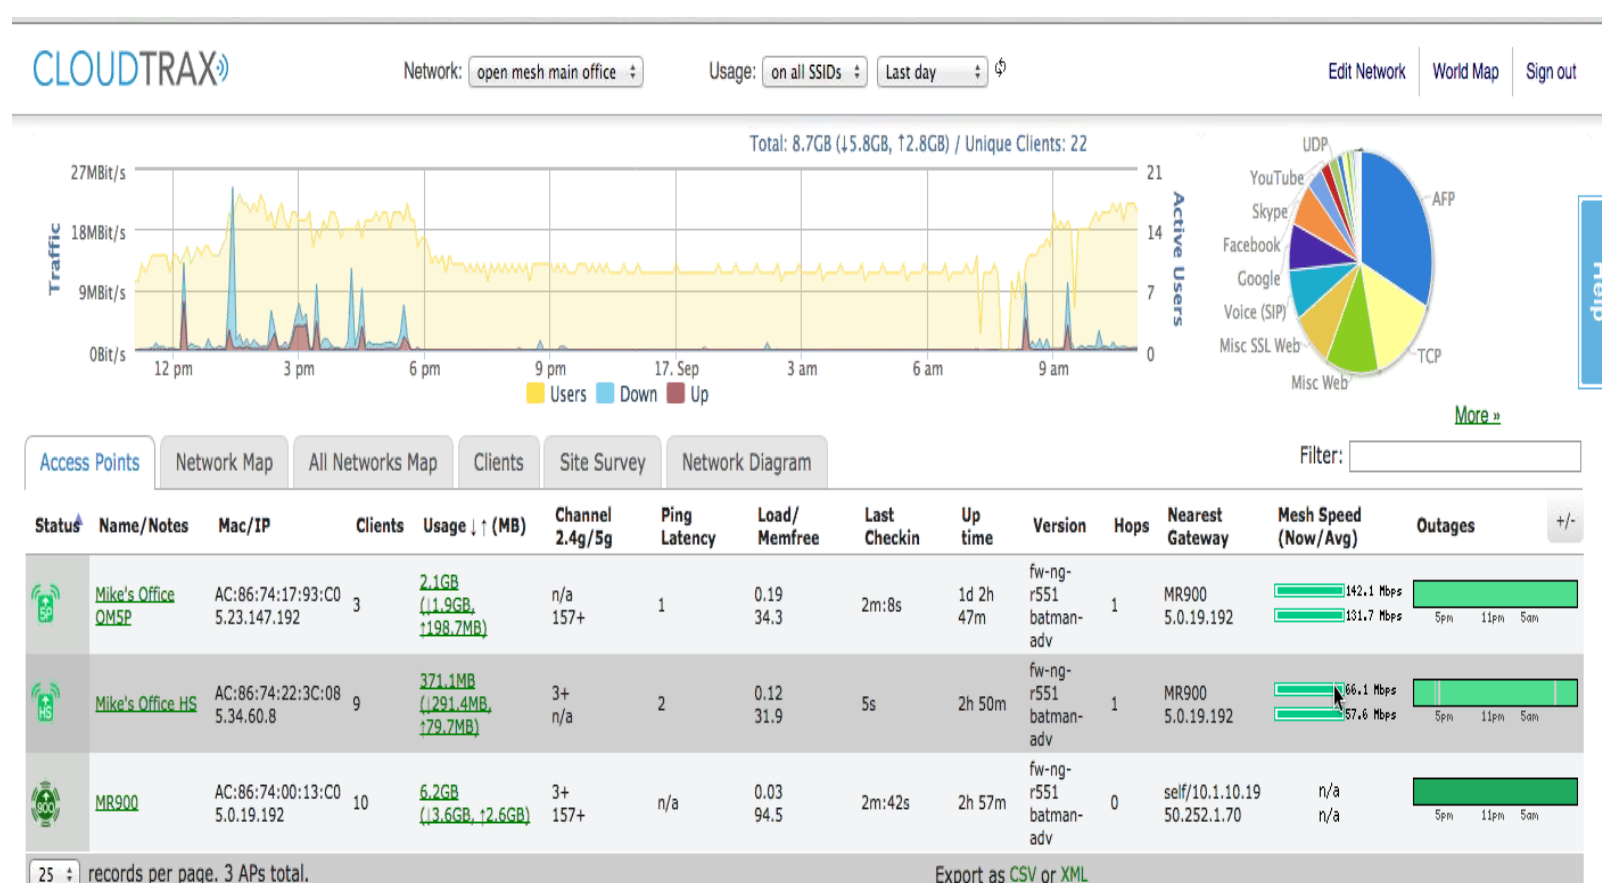 CLOUDTRAX
Network: open mesh main office Usage: on all SSIDs Last day
Edit Network World Map Sign out
Total: 8.7GB (↓5.8GB, ↑2.8GB) / Unique Clients: 22
Traffic
27MBit/s
18MBit/s
9MBit/s
0Bit/s
21
14
7
0
Active Users
12 pm 3 pm 6 pm 9 pm 17. Sep 3 am 6 am 9 am
Users Down Up
UDP
YouTube
Skype
Facebook
Google
Voice (SIP)
Misc SSL Web
Misc Web
AFP
TCP
More »
Help
Access Points Network Map All Networks Map Clients Site Survey Network Diagram
Filter:
Status Name/Notes Mac/IP Clients Usage ↓ ↑ (MB) Channel 2.4g/5g Ping Latency Load/ Memfree Last Checkin Up time Version Hops Nearest Gateway Mesh Speed (Now/Avg) Outages +/-
5P
Mike's Office OM5P
AC:86:74:17:93:C0
5.23.147.192
3
2.1GB
(↓1.9GB,
↑198.7MB)
n/a
157+
1
0.19
34.3
2m:8s
1d 2h
47m
fw-ng-
r551
batman-
adv
1
MR900
5.0.19.192
142.1 Mbps
131.7 Mbps
5pm 11pm 5am
HS
Mike's Office HS
AC:86:74:22:3C:08
5.34.60.8
9
371.1MB
(↓291.4MB,
↑79.7MB)
3+
n/a
2
0.12
31.9
5s
2h 50m
fw-ng-
r551
batman-
adv
1
MR900
5.0.19.192
66.1 Mbps
57.6 Mbps
5pm 11pm 5am
900
MR900
AC:86:74:00:13:C0
5.0.19.192
10
6.2GB
(↓3.6GB, ↑2.6GB)
3+
157+
n/a
0.03
94.5
2m:42s
2h 57m
fw-ng-
r551
batman-
adv
0
self/10.1.10.19
50.252.1.70
n/a
n/a
5pm 11pm 5am
25 records per page. 3 APs total.
Export as CSV or XML